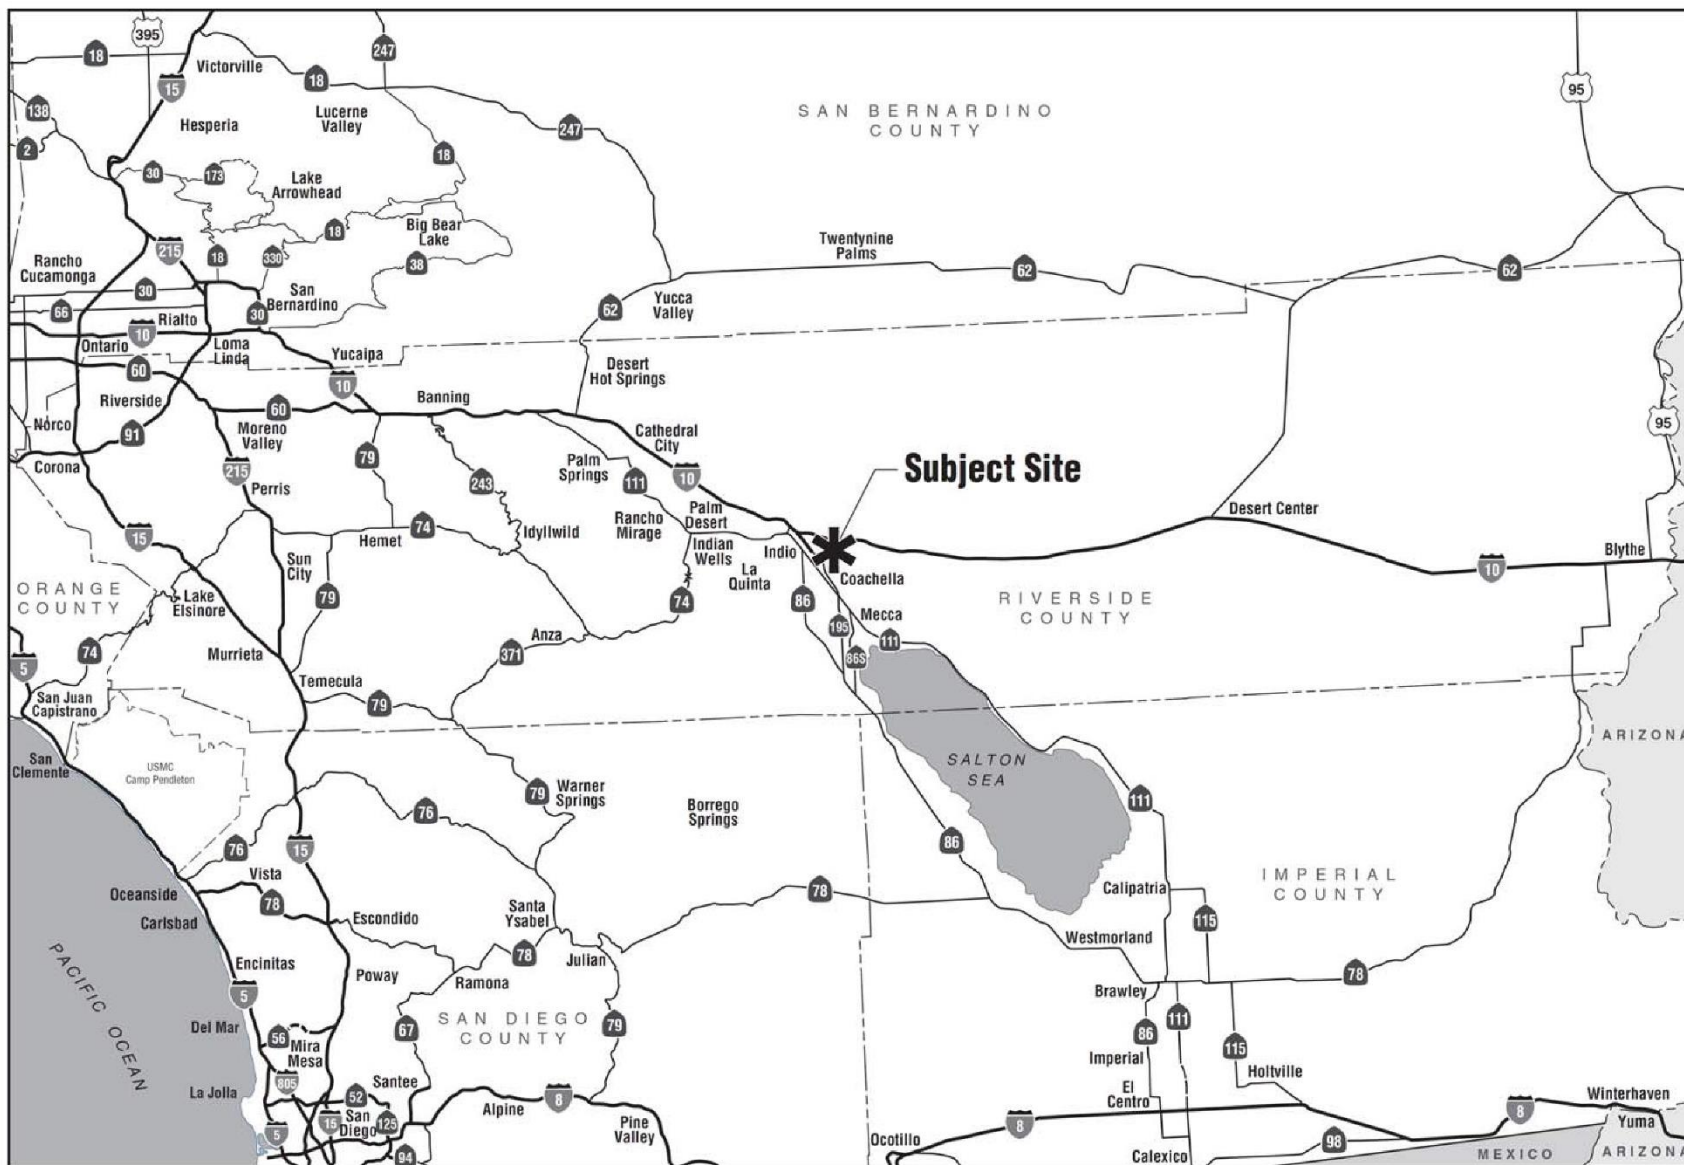 395
18
247
15
Victorville
18
95
138
Hesperia
Lucerne
Valley
SAN BERNARDINO
COUNTY
247
2
18
30
173
Lake
Arrowhead
Big Bear
Lake
18
215
18
330
38
Twentynine
Palms
62
62
Rancho
Cucamonga
30
66
San
Bernardino
30
62
Yucca
Valley
Rialto
10
Ontario
Loma
Linda
Yucaipa
60
10
Desert
Hot Springs
Riverside
60
Banning
95
Norco
91
Moreno
Valley
Cathedral
City
Corona
215
79
Palm
Springs
111
10
Subject Site
Perris
243
Rancho
Mirage
Palm
Desert
Desert Center
15
Hemet
74
Idyllwild
Indian
Wells
Indio
Blythe
Sun
City
La
Quinta
Coachella
10
ORANGE
COUNTY
Lake
Elsinore
79
74
86
RIVERSIDE
COUNTY
Mecca
195
111
74
Murrieta
371
Anza
86S
5
Temecula
San Juan
Capistrano
79
ARIZONA
San
Clemente
USMC
Camp Pendleton
SALTON
SEA
79
Warner
Springs
76
Borrego
Springs
111
76
15
86
Vista
IMPERIAL
COUNTY
Oceanside
78
78
Calipatria
Carlsbad
Escondido
Santa
Ysabel
115
Westmorland
PACIFIC OCEAN
Encinitas
Poway
78
Julian
78
Ramona
5
Brawley
SAN DIEGO
COUNTY
Del Mar
56
Mira
Mesa
67
79
86
111
115
Imperial
805
Santee
La Jolla
52
El
Centro
Holtville
Winterhaven
Alpine
8
8
8
5
15
San
Diego
125
Pine
Valley
Yuma
94
Ocotillo
98
Calexico
MEXICO
ARIZONA